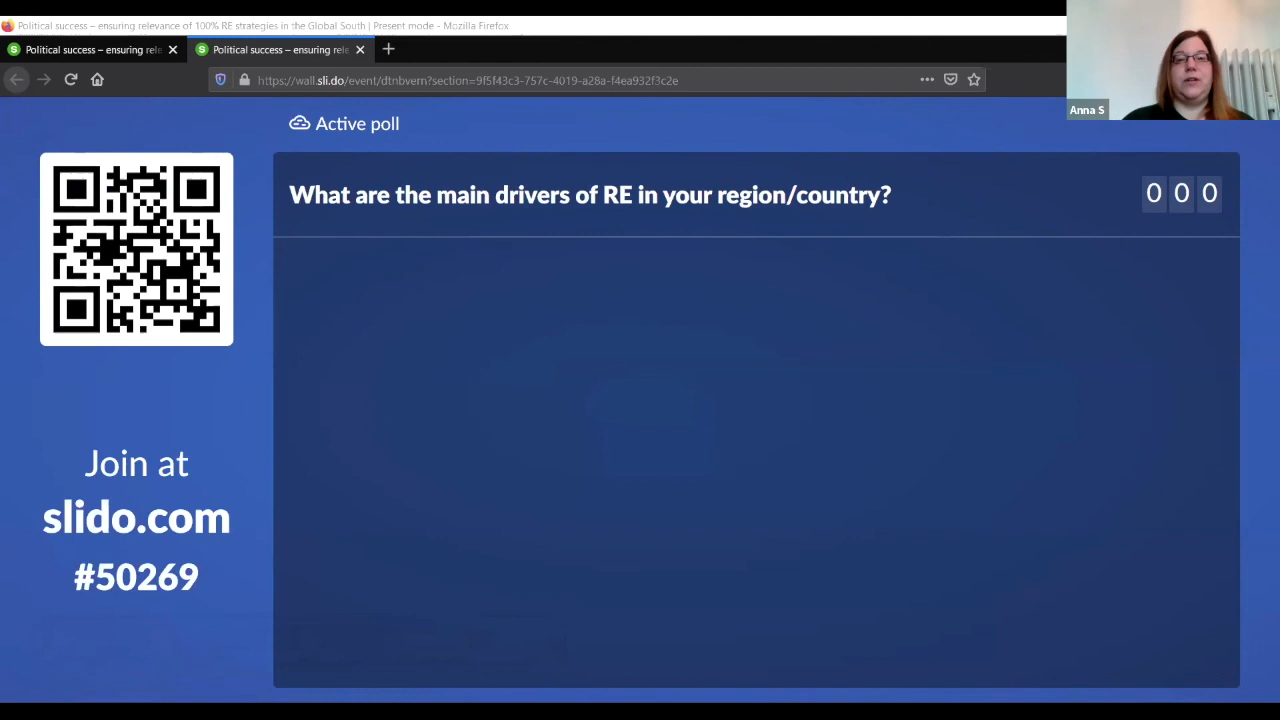 Political success – ensuring relevance of 100% RE strategies in the Global South | Present mode - Mozilla Firefox
Political success – ensuring rele
Political success – ensuring rele
https://wall.sli.do/event/dtnbvern?section=9f5f43c3-757c-4019-a28a-f4ea932f3c2e
Anna S
Active poll
What are the main drivers of RE in your region/country?
0 0 0
Join at
slido.com
#50269